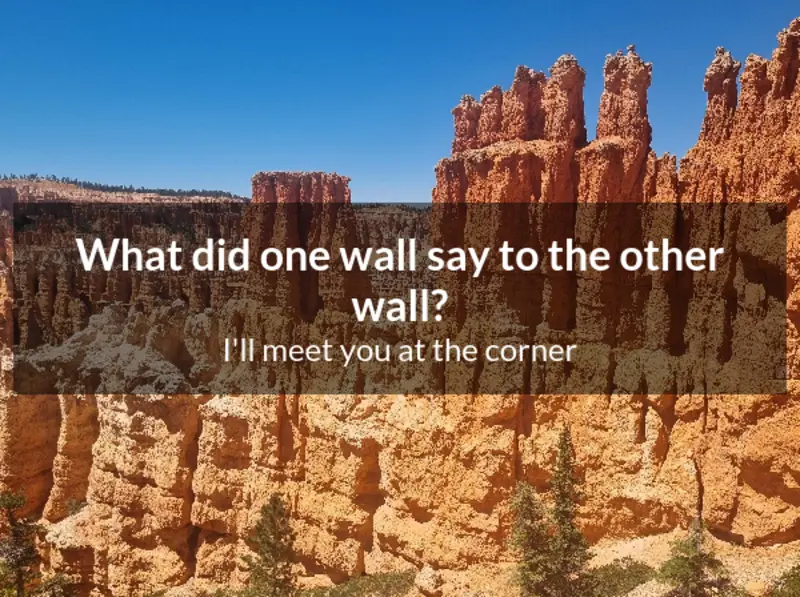 What did one wall say to the other
wall?
I'll meet you at the corner